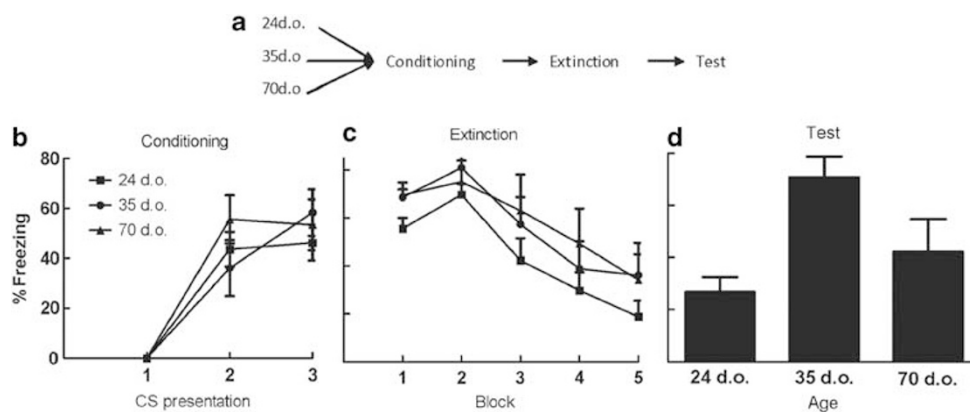 a
24d.o.
35d.o
70d.o
Conditioning
Extinction
Test
b
Conditioning
80
60
40
20
0
% Freezing
24 d.o.
35 d.o.
70 d.o.
1 2 3
CS presentation
c
Extinction
1 2 3 4 5
Block
d
Test
24 d.o. 35 d.o. 70 d.o.
Age